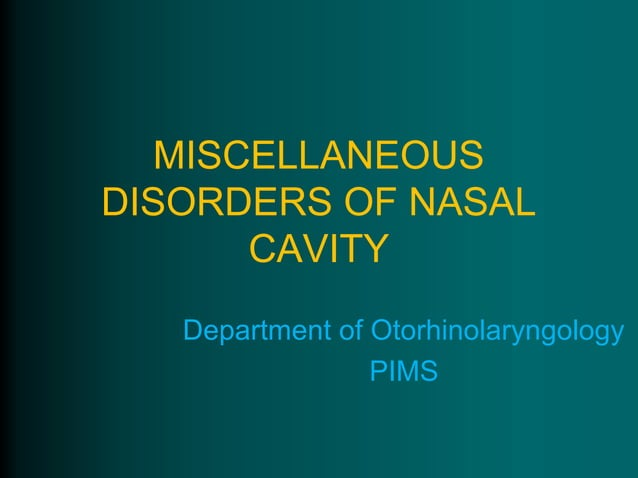 MISCELLANEOUS
DISORDERS OF NASAL
CAVITY
Department of Otorhinolaryngology
PIMS